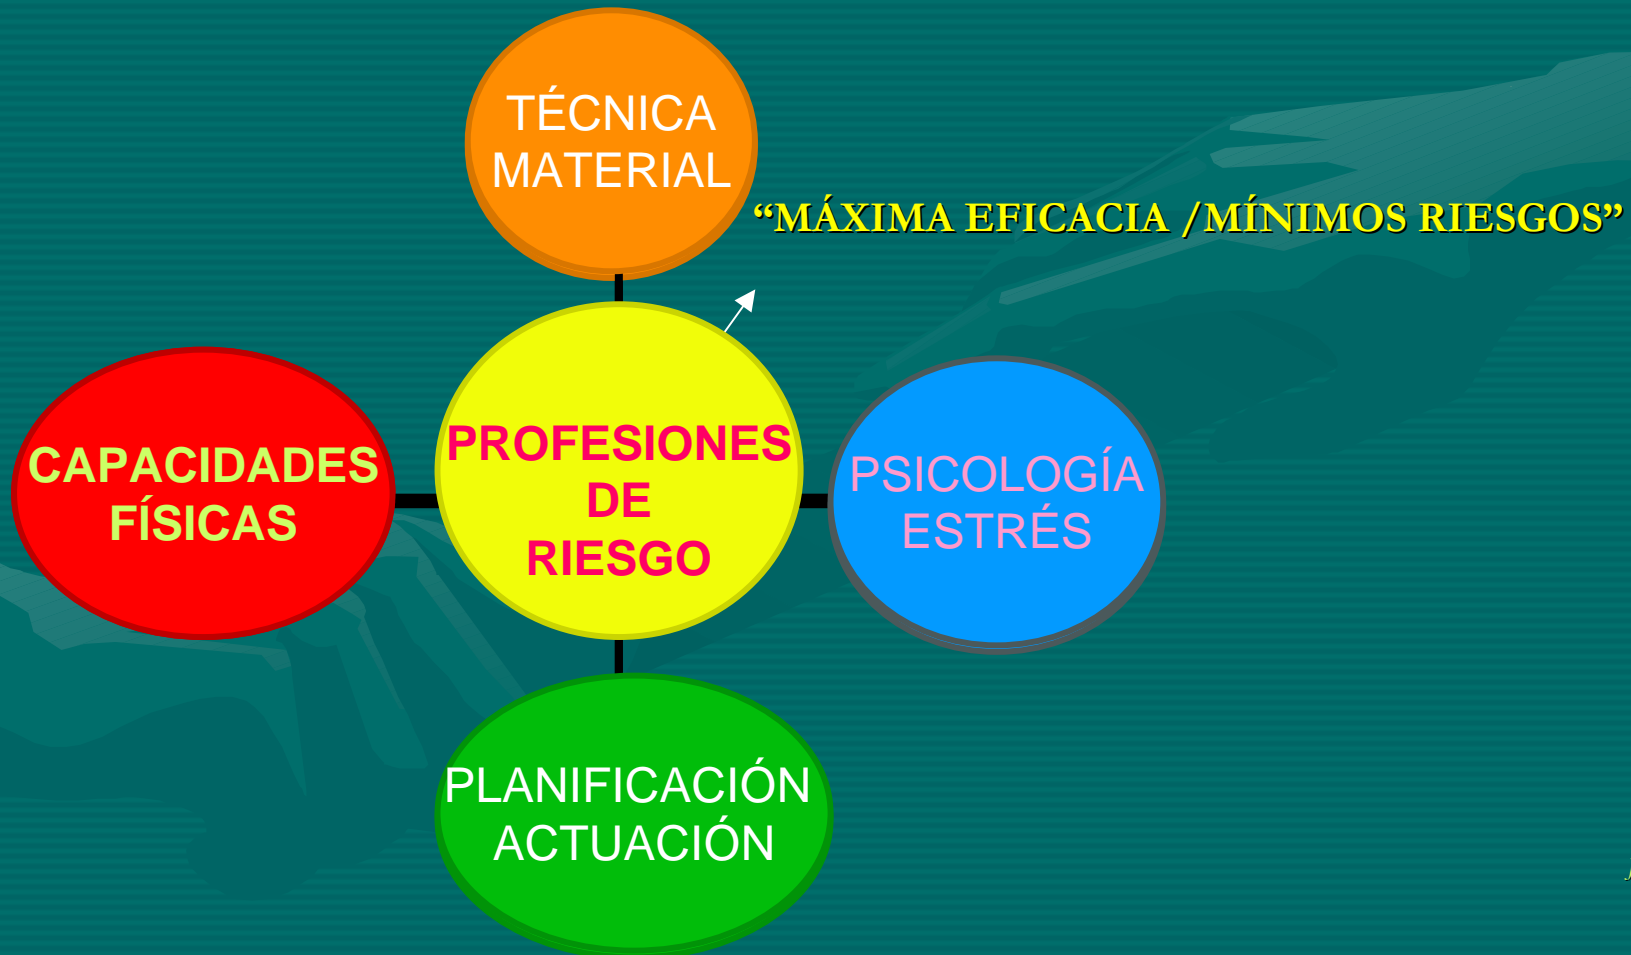 TÉCNICA
MATERIAL
“MÁXIMA EFICACIA /MÍNIMOS RIESGOS”
CAPACIDADES
FÍSICAS
PROFESIONES
DE
RIESGO
PSICOLOGÍA
ESTRÉS
PLANIFICACIÓN
ACTUACIÓN